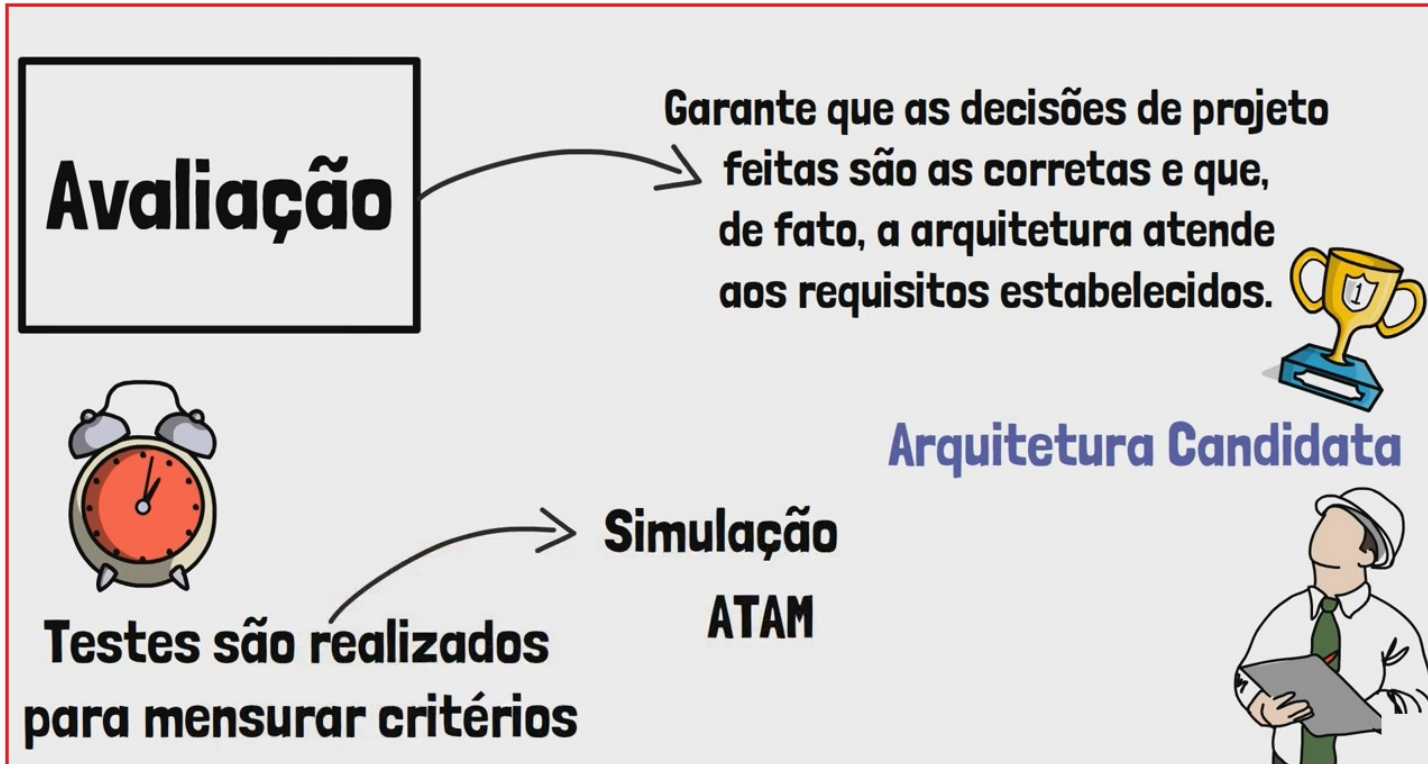 Avaliação
Garante que as decisões de projeto
feitas são as corretas e que,
de fato, a arquitetura atende
aos requisitos estabelecidos.
1
Arquitetura Candidata
Simulação
ATAM
Testes são realizados
para mensurar critérios